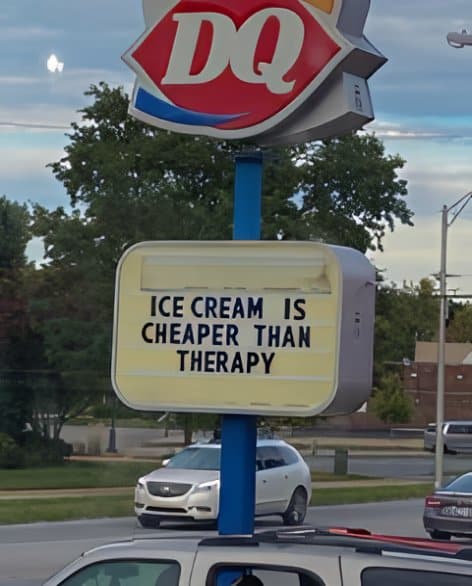 DQ
ICE CREAM IS
CHEAPER THAN
THERAPY